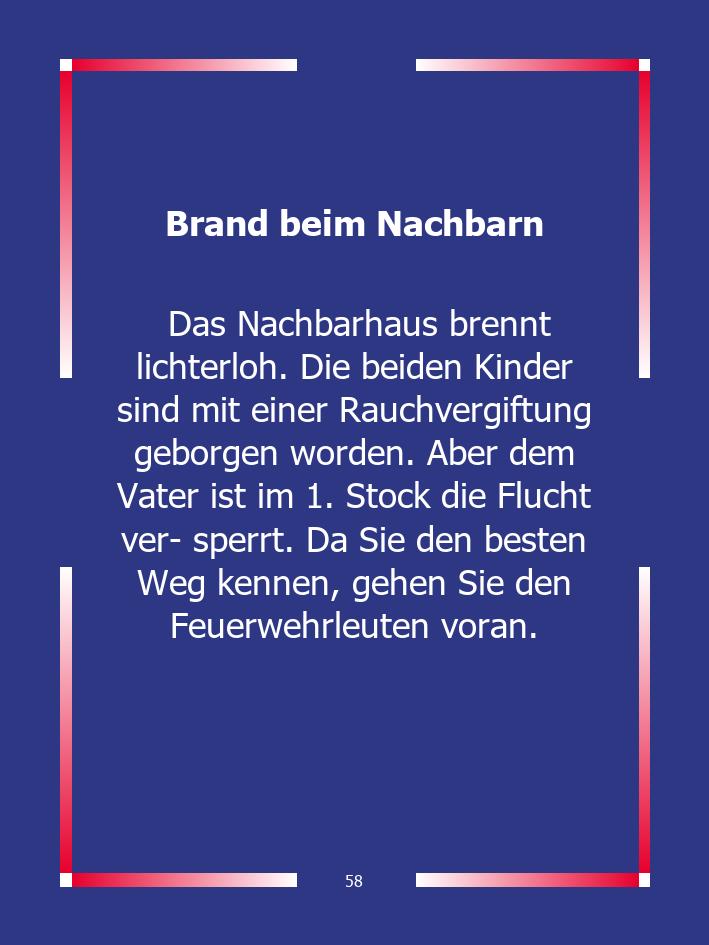 Brand beim Nachbarn
Das Nachbarhaus brennt
lichterloh. Die beiden Kinder
sind mit einer Rauchvergiftung
geborgen worden. Aber dem
Vater ist im 1. Stock die Flucht
ver- sperrt. Da Sie den besten
Weg kennen, gehen Sie den
Feuerwehrleuten voran.
58